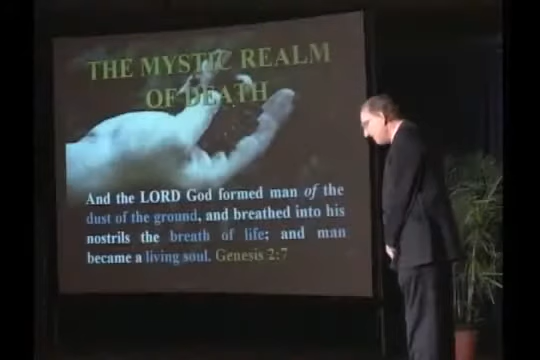 THE MYSTIC REALM
OF DEATH
And the LORD God formed man of the
dust of the ground, and breathed into his
nostrils the breath of life; and man
became a living soul. Genesis 2:7